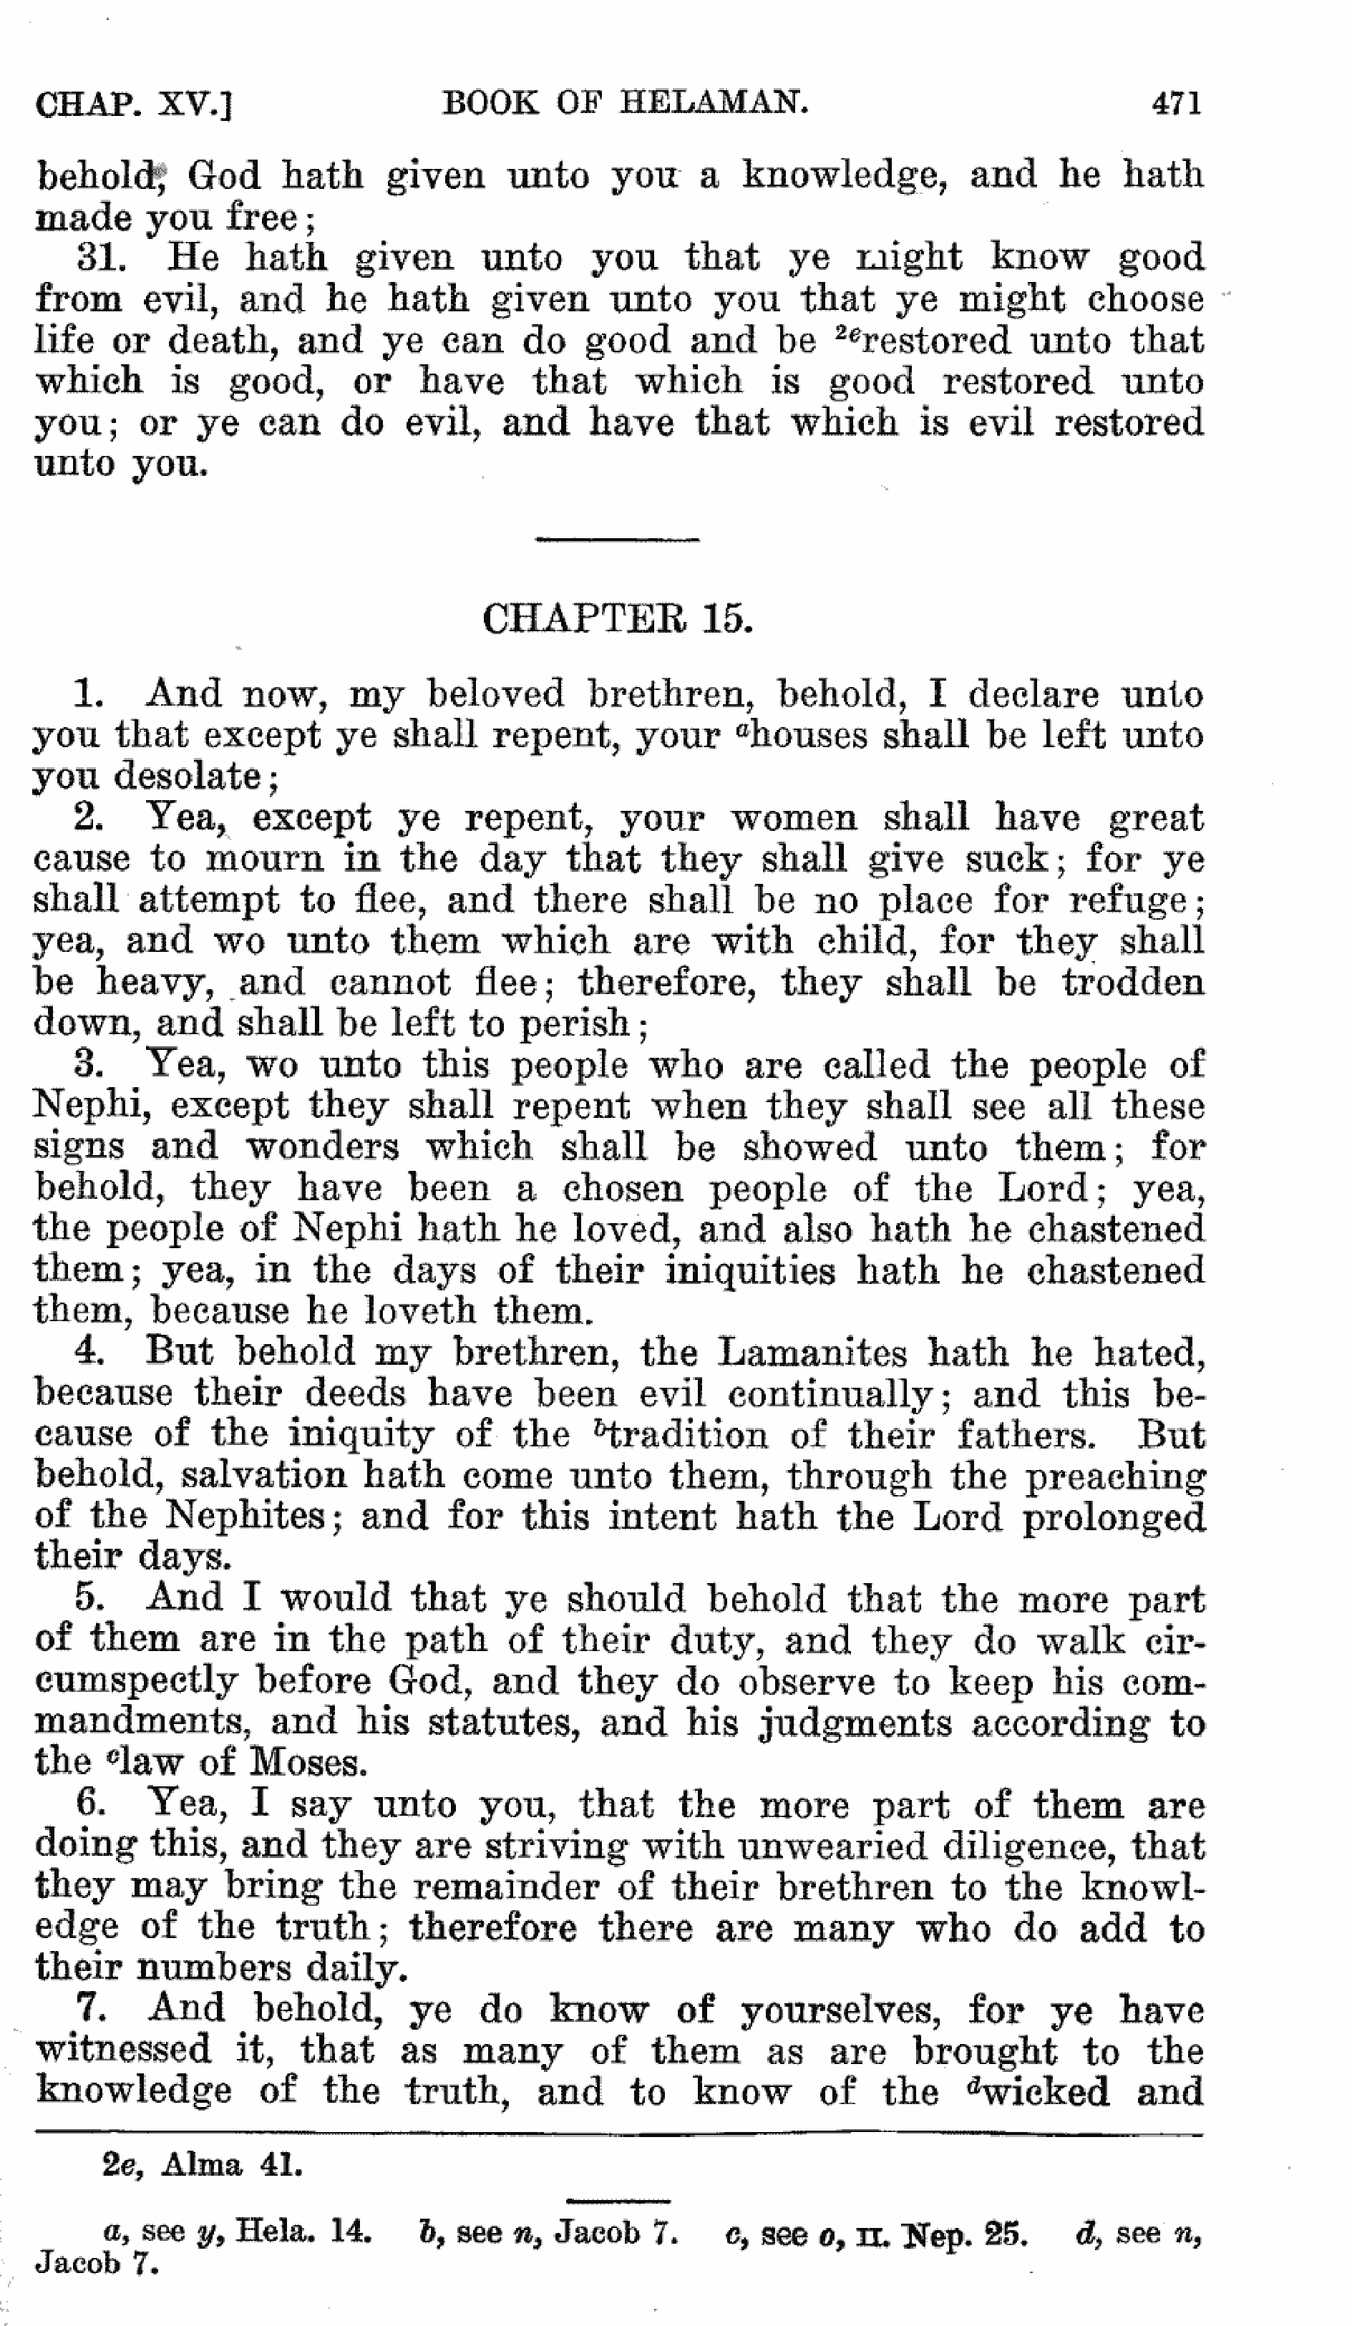 CHAP. XV.] BOOK OF HELAMAN. 471
behold, God hath given unto you a knowledge, and he hath
made you free;
31. He hath given unto you that ye might know good
from evil, and he hath given unto you that ye might choose
life or death, and ye can do good and be 2erestored unto that
which is good, or have that which is good restored unto
you; or ye can do evil, and have that which is evil restored
unto you.
CHAPTER 15.
1. And now, my beloved brethren, behold, I declare unto
you that except ye shall repent, your ahouses shall be left unto
you desolate;
2. Yea, except ye repent, your women shall have great
cause to mourn in the day that they shall give suck; for ye
shall attempt to flee, and there shall be no place for refuge;
yea, and wo unto them which are with child, for they shall
be heavy, and cannot flee; therefore, they shall be trodden
down, and shall be left to perish;
3. Yea, wo unto this people who are called the people of
Nephi, except they shall repent when they shall see all these
signs and wonders which shall be showed unto them; for
behold, they have been a chosen people of the Lord; yea,
the people of Nephi hath he loved, and also hath he chastened
them; yea, in the days of their iniquities hath he chastened
them, because he loveth them.
4. But behold my brethren, the Lamanites hath he hated,
because their deeds have been evil continually; and this be-
cause of the iniquity of the btradition of their fathers. But
behold, salvation hath come unto them, through the preaching
of the Nephites; and for this intent hath the Lord prolonged
their days.
5. And I would that ye should behold that the more part
of them are in the path of their duty, and they do walk cir-
cumspectly before God, and they do observe to keep his com-
mandments, and his statutes, and his judgments according to
the claw of Moses.
6. Yea, I say unto you, that the more part of them are
doing this, and they are striving with unwearied diligence, that
they may bring the remainder of their brethren to the knowl-
edge of the truth; therefore there are many who do add to
their numbers daily.
7. And behold, ye do know of yourselves, for ye have
witnessed it, that as many of them as are brought to the
knowledge of the truth, and to know of the dwicked and
2e, Alma 41.
a, see y, Hela. 14. b, see n, Jacob 7. c, see o, II. Nep. 25. d, see n,
Jacob 7.